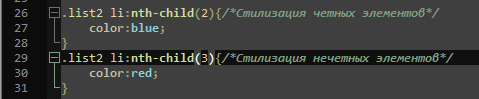 26 .list2 li:nth-child(2){/*Стилизация четных элементов*/
27 color:blue;
28 }
29 .list2 li:nth-child(3){/*Стилизация нечетных элементов*/
30 color:red;
31 }